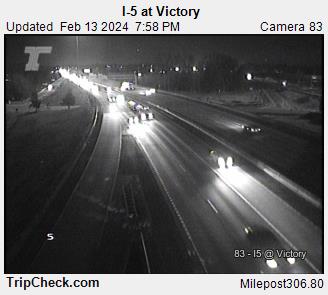 I-5 at Victory
Updated  Feb 13 2024  7:58 PM
Camera 83
T
S
83 - I5 @ Victory
TripCheck.com
Milepost306.80